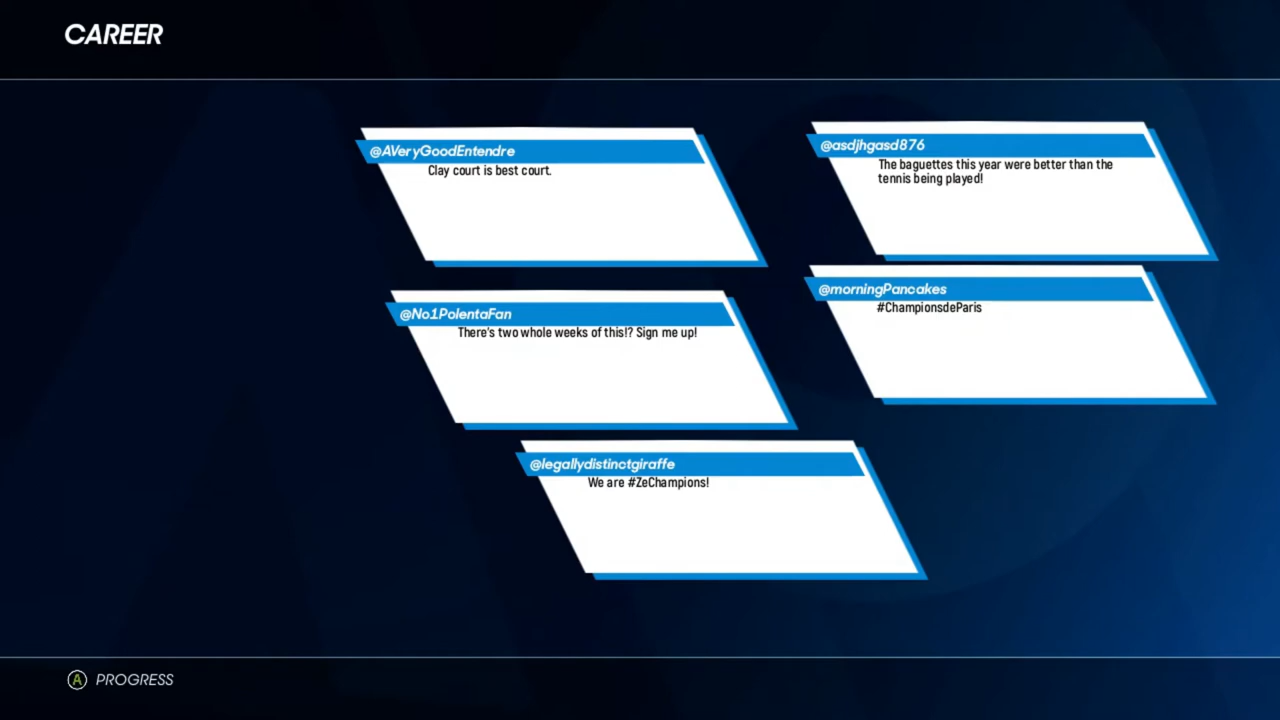 CAREER
@AVeryGoodEntendre
Clay court is best court.
@asdjhgasd876
The baguettes this year were better than the
tennis being played!
@No1PolentaFan
There's two whole weeks of this!? Sign me up!
@morningPancakes
#ChampionsdeParis
@legallydistinctgiraffe
We are #ZeChampions!
A PROGRESS